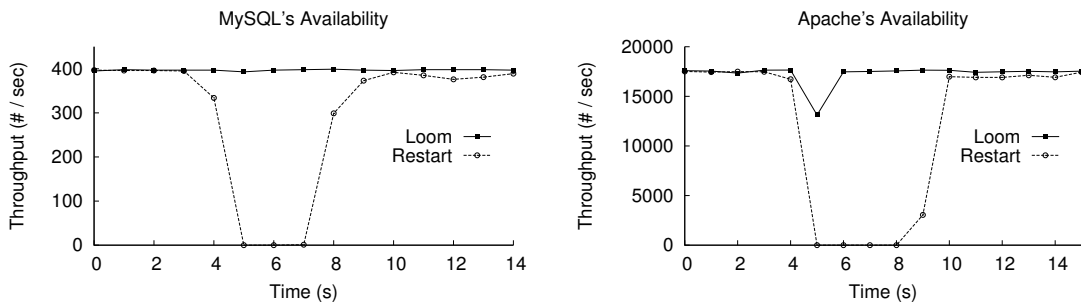 MySQL's Availability
Throughput (# / sec)
400
300
200
100
0
Loom
Restart
0 2 4 6 8 10 12 14
Time (s)
Apache's Availability
Throughput (# / sec)
20000
15000
10000
5000
0
Loom
Restart
0 2 4 6 8 10 12 14
Time (s)